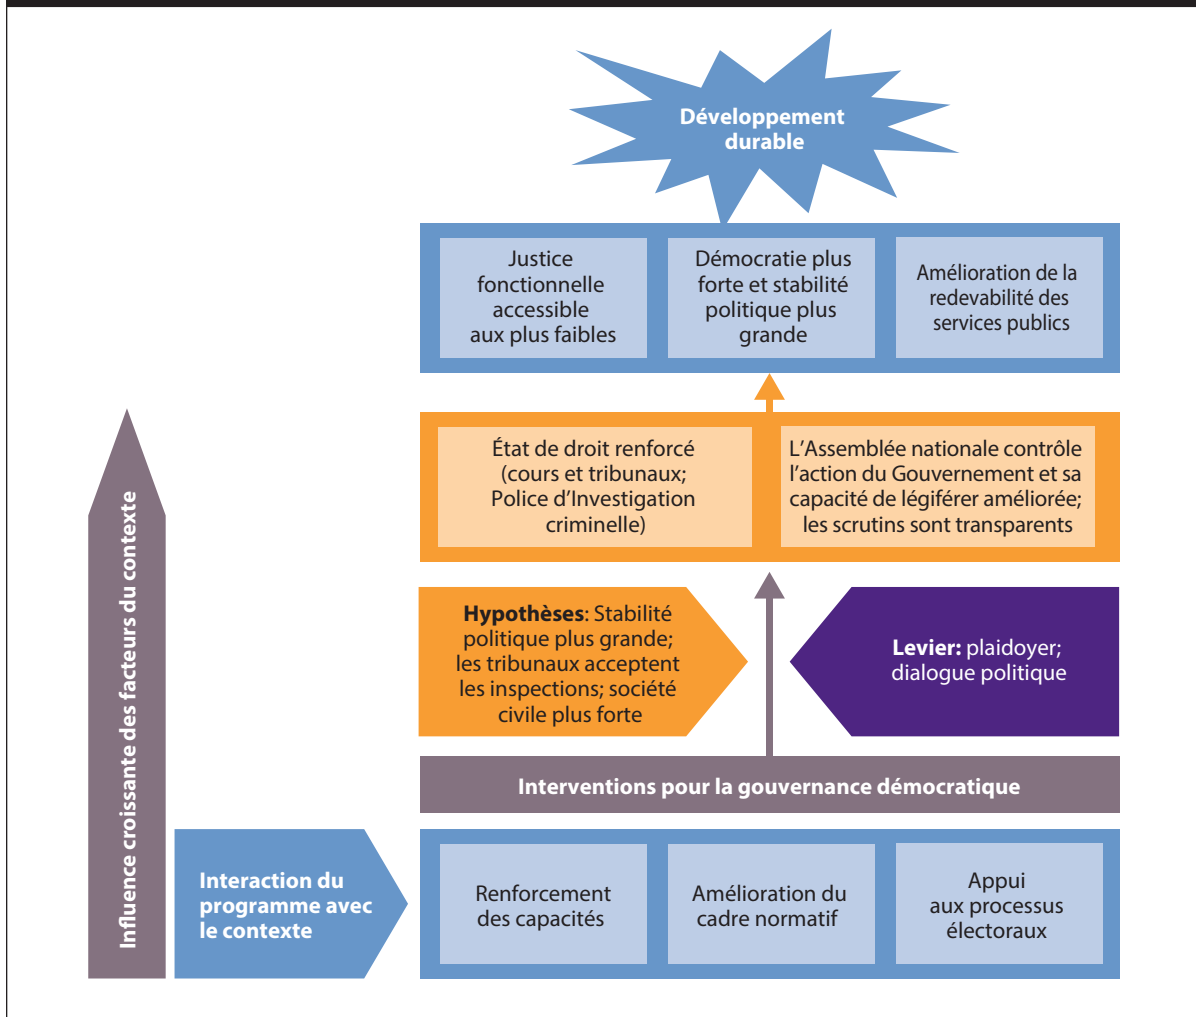 Développement
durable
Justice
fonctionnelle
accessible
aux plus faibles
Démocratie plus
forte et stabilité
politique plus
grande
Amélioration de la
redevabilité des
services publics
État de droit renforcé
(cours et tribunaux;
Police d'Investigation
criminelle)
L'Assemblée nationale contrôle
l'action du Gouvernement et sa
capacité de légiférer améliorée;
les scrutins sont transparents
Hypothèses: Stabilité
politique plus grande;
les tribunaux acceptent
les inspections; société
civile plus forte
Levier: plaidoyer;
dialogue politique
Interventions pour la gouvernance démocratique
Influence croissante des facteurs du contexte
Interaction du
programme avec
le contexte
Renforcement
des capacités
Amélioration du
cadre normatif
Appui
aux processus
électoraux